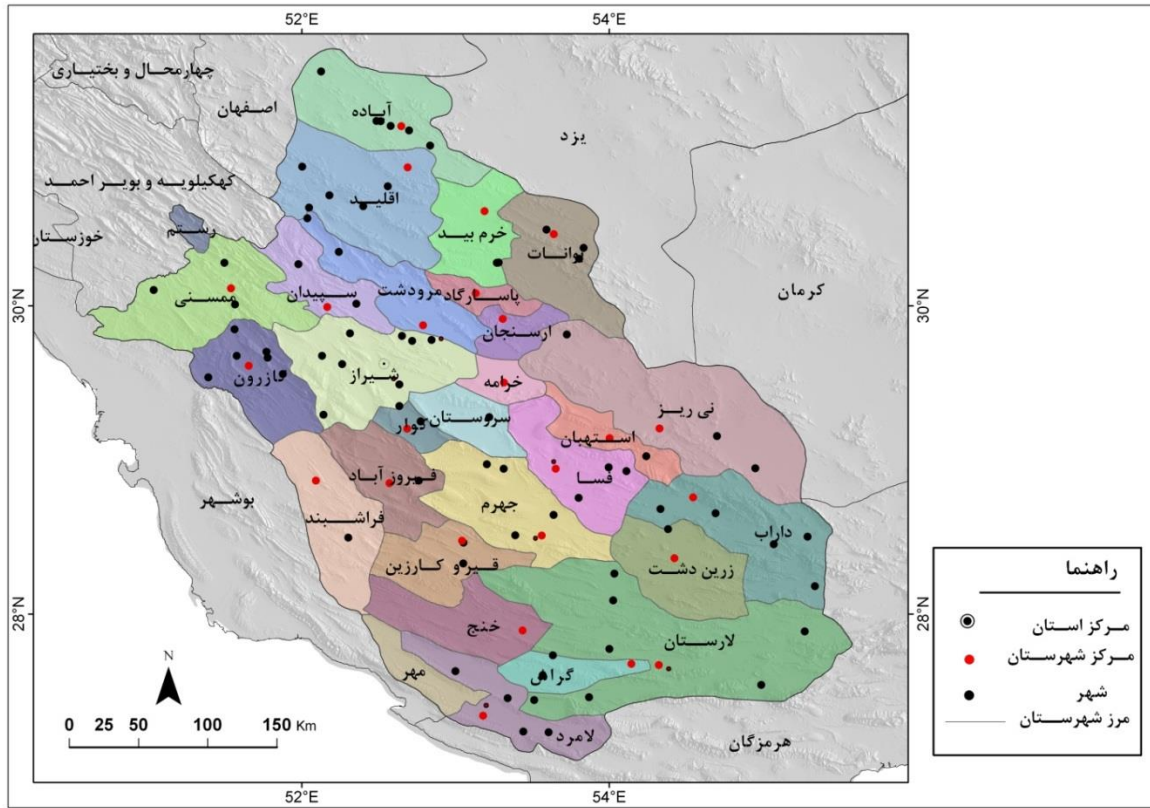 52°E 54°E
چهارمحال و بختیاری
اصفهان
آباده
یزد
کهکیلویه و بویر احمد
اقلید
خوزستان
رستم
خرم بید
بوانات
ممسنی
سپیدان
مرودشت
پاسارگاد
کرمان
30°N 30°N
ارسنجان
کازرون
شیراز
خرامه
نی ریز
سروستان
کوار
استهبان
فسا
فیروز آباد
بوشهر
جهرم
فراشبند
داراب
قیر و کارزین
زرین دشت
28°N 28°N
خنج
لارستان
گراش
مهر
لامرد
هرمزگان
N
0 25 50 100 150 Km
52°E 54°E
راهنما
مرکز استان
مرکز شهرستان
شهر
مرز شهرستان